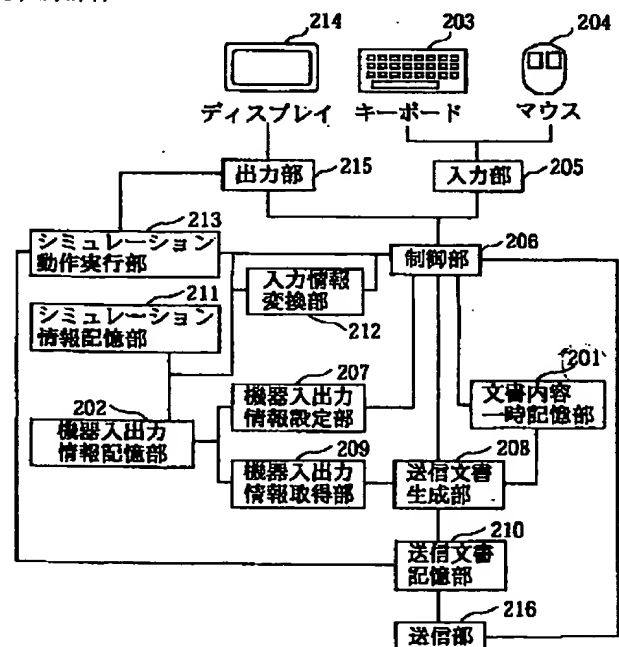 214
203
204
ディスプレイ
キーボード
マウス
出力部
215
入力部
205
213
シミュレーション
動作実行部
206
制御部
211
シミュレーション
情報記憶部
入力情報
変換部
212
201
文書内容
一時記憶部
207
機器入出力
情報設定部
202
機器入出力
情報記憶部
209
機器入出力
情報取得部
208
送信文書
生成部
210
送信文書
記憶部
216
送信部